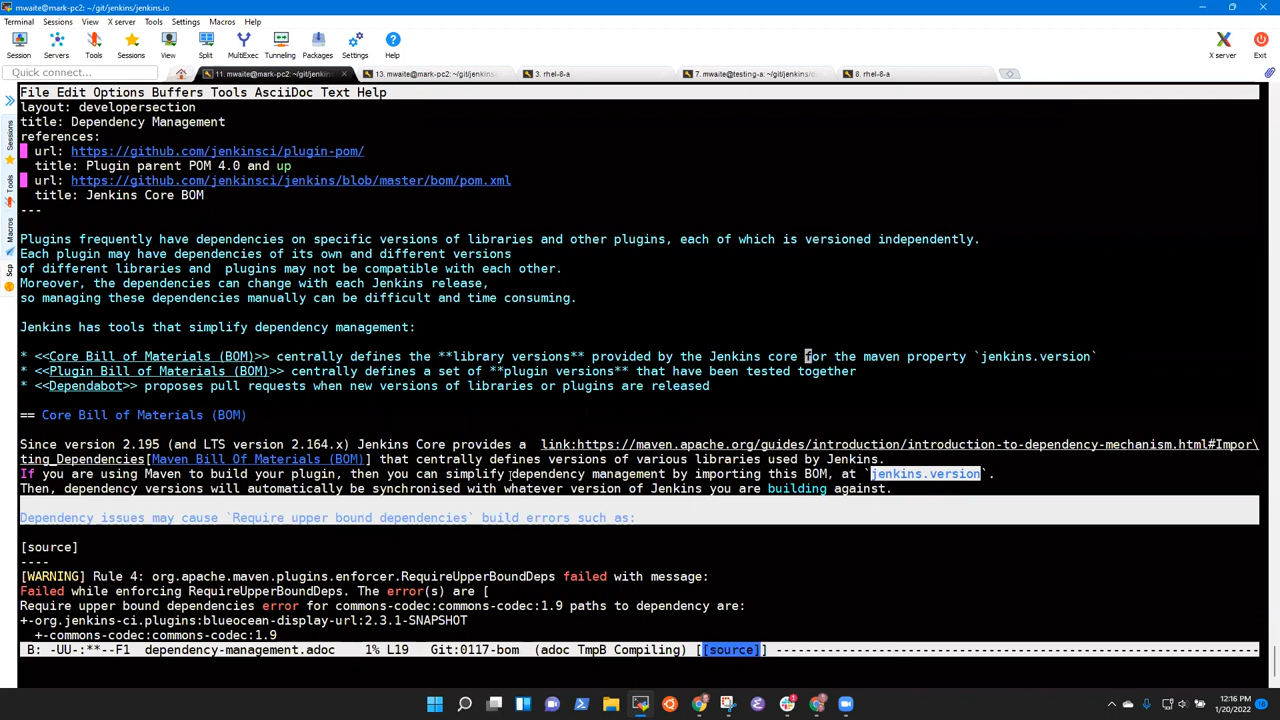 mwaite@mark-pc2: ~/git/jenkins/jenkins.io
Terminal Sessions View X server Tools Settings Macros Help
Session Servers Tools Sessions View Split MultiExec Tunneling Packages Settings Help X server Exit
Quick connect... 11. mwaite@mark-pc2: ~/git/jenkins 13. mwaite@mark-pc2: ~/git/jenkins/ 3. rhel-8-a 7. mwaite@testing-a: ~/git/jenkins/ 8. rhel-8-a
File Edit Options Buffers Tools AsciiDoc Text Help
layout: developersection
title: Dependency Management
references:
url: https://github.com/jenkinsci/plugin-pom/
title: Plugin parent POM 4.0 and up
url: https://github.com/jenkinsci/jenkins/blob/master/bom/pom.xml
title: Jenkins Core BOM
---
Plugins frequently have dependencies on specific versions of libraries and other plugins, each of which is versioned independently.
Each plugin may have dependencies of its own and different versions
of different libraries and  plugins may not be compatible with each other.
Moreover, the dependencies can change with each Jenkins release,
so managing these dependencies manually can be difficult and time consuming.
Jenkins has tools that simplify dependency management:
* <<Core Bill of Materials (BOM)>> centrally defines the **library versions** provided by the Jenkins core for the maven property `jenkins.version`
* <<Plugin Bill of Materials (BOM)>> centrally defines a set of **plugin versions** that have been tested together
* <<Dependabot>> proposes pull requests when new versions of libraries or plugins are released
== Core Bill of Materials (BOM)
Since version 2.195 (and LTS version 2.164.x) Jenkins Core provides a  link:https://maven.apache.org/guides/introduction/introduction-to-dependency-mechanism.html#Impor\
ting_Dependencies[Maven Bill Of Materials (BOM)] that centrally defines versions of various libraries used by Jenkins.
If you are using Maven to build your plugin, then you can simplify dependency management by importing this BOM, at `jenkins.version`.
Then, dependency versions will automatically be synchronised with whatever version of Jenkins you are building against.
Dependency issues may cause `Require upper bound dependencies` build errors such as:
[source]
----
[WARNING] Rule 4: org.apache.maven.plugins.enforcer.RequireUpperBoundDeps failed with message:
Failed while enforcing RequireUpperBoundDeps. The error(s) are [
Require upper bound dependencies error for commons-codec:commons-codec:1.9 paths to dependency are:
+-org.jenkins-ci.plugins:blueocean-display-url:2.3.1-SNAPSHOT
+-commons-codec:commons-codec:1.9
B: -UU-:**--F1 dependency-management.adoc 1% L19 Git:0117-bom (adoc TmpB Compiling) [[source]] ----------
Sessions
Tools
Macros
Scp
12:16 PM
1/20/2022